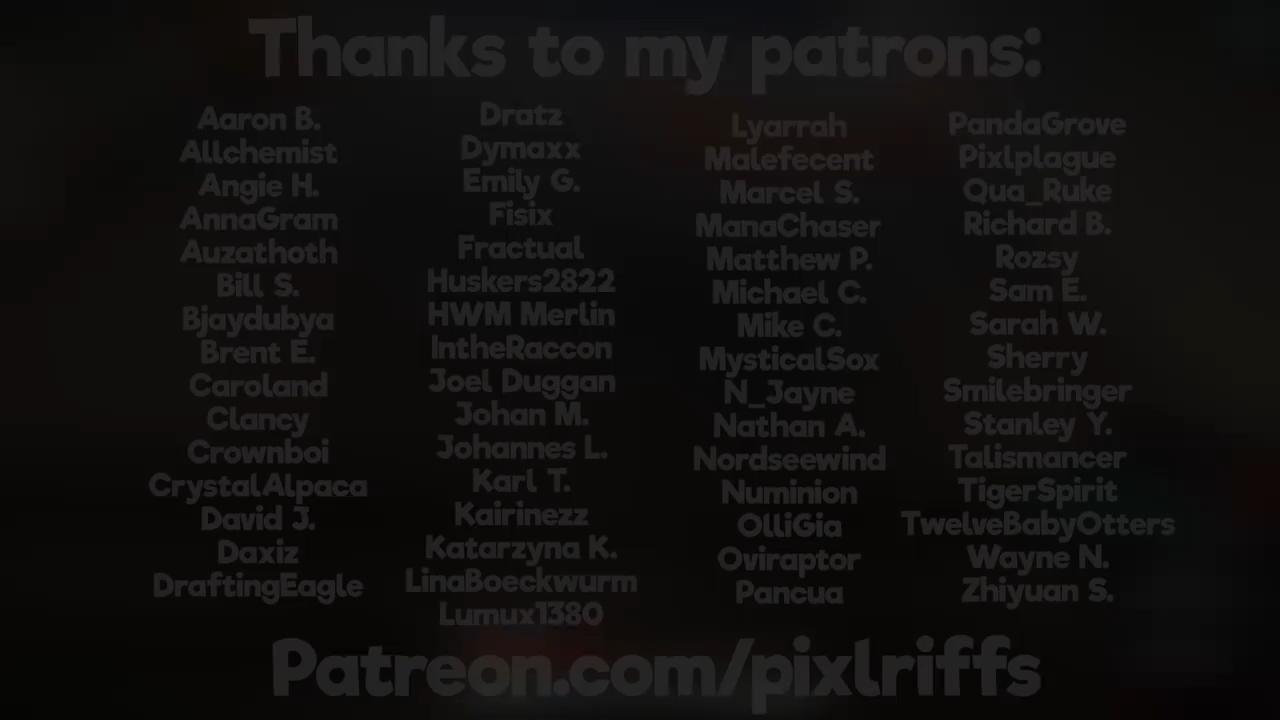 Thanks to my patrons:
Aaron B.
Allchemist
Angie H.
AnnaGram
Auzathoth
Bill S.
Bjaydubya
Brent E.
Caroland
Clancy
Crownboi
CrystalAlpaca
David J.
Daxiz
DraftingEagle
Dratz
Dymaxx
Emily G.
Fisix
Fractual
Huskers2822
HWM Merlin
IntheRaccon
Joel Duggan
Johan M.
Johannes L.
Karl T.
Kairinezz
Katarzyna K.
LinaBoeckwurm
Lumux1380
Lyarrah
Malefecent
Marcel S.
ManaChaser
Matthew P.
Michael C.
Mike C.
MysticalSox
N_Jayne
Nathan A.
Nordseewind
Numinion
OlliGia
Oviraptor
Pancua
PandaGrove
Pixlplague
Qua_Ruke
Richard B.
Rozsy
Sam E.
Sarah W.
Sherry
Smilebringer
Stanley Y.
Talismancer
TigerSpirit
TwelveBabyOtters
Wayne N.
Zhiyuan S.
Patreon.com/pixlriffs